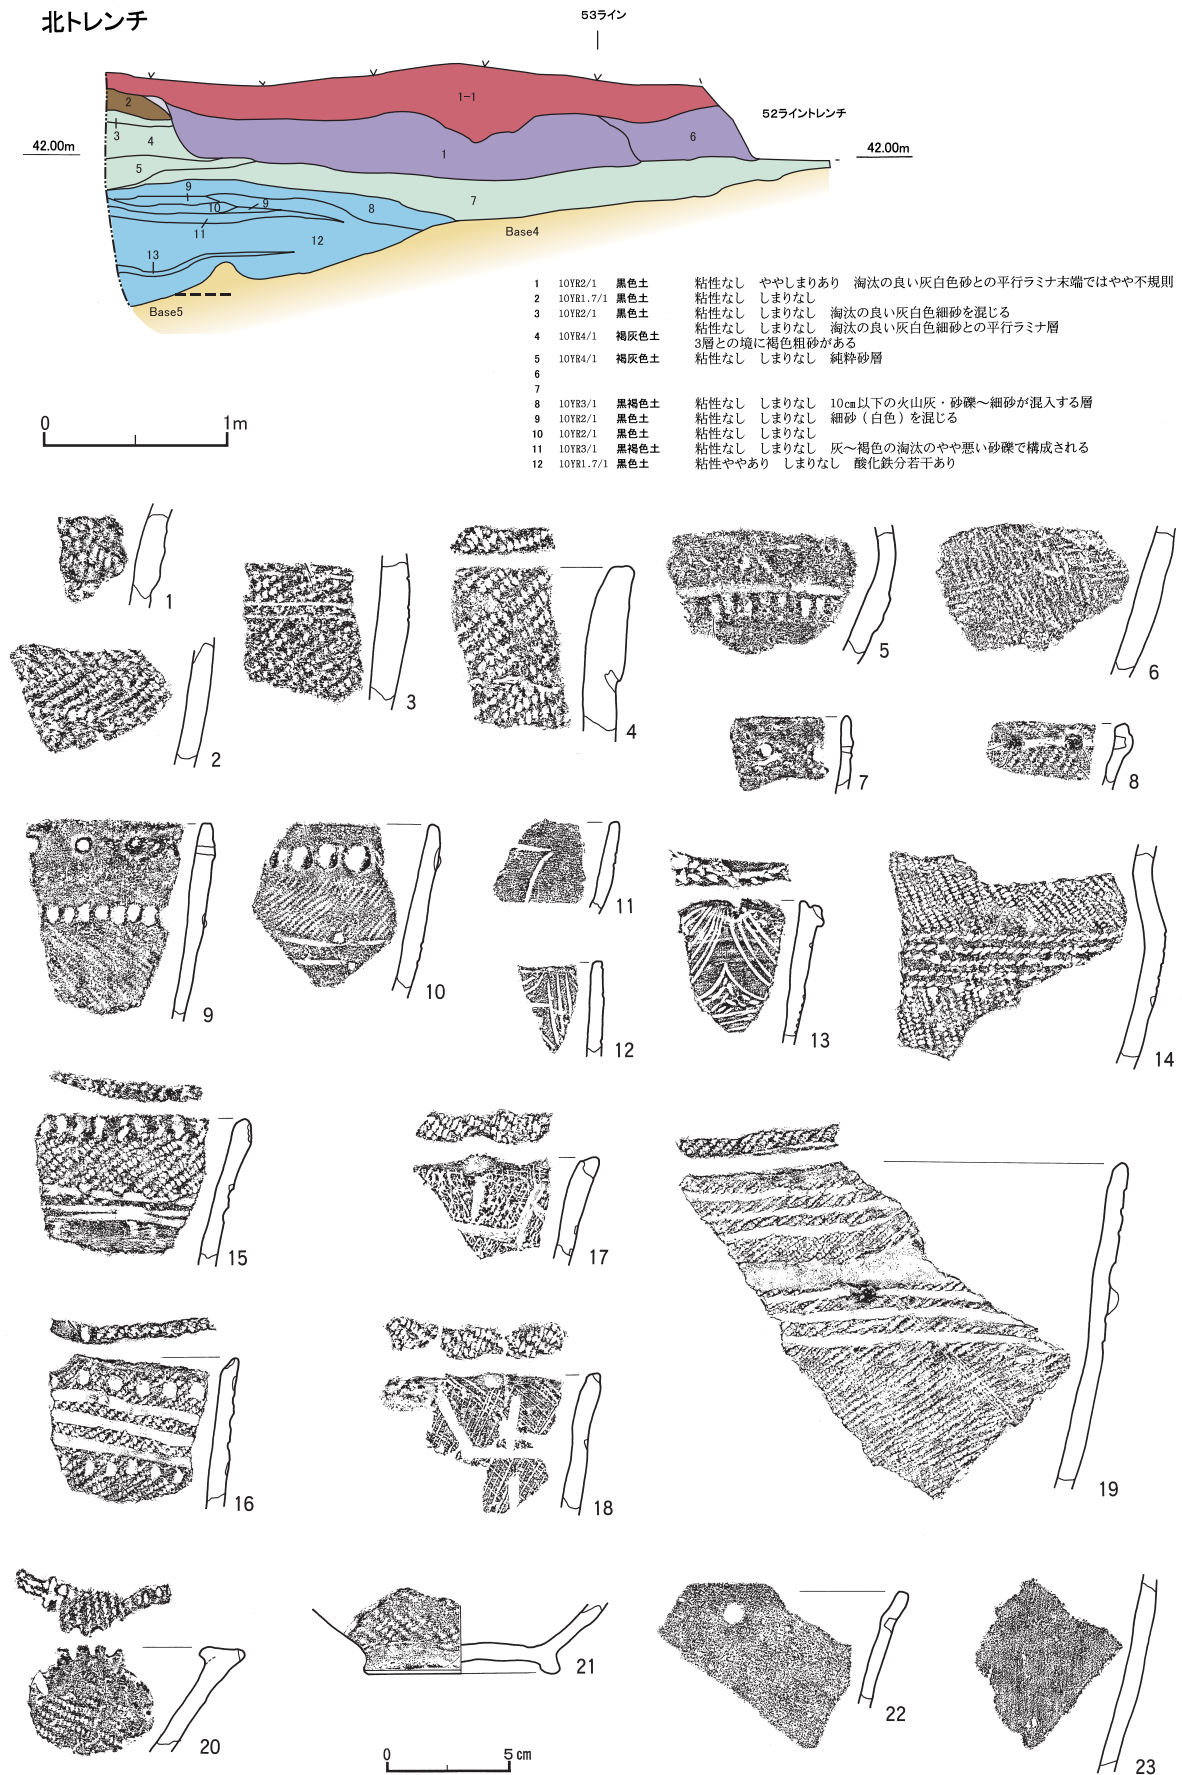 北トレンチ
53ライン
1-1
2
52ライントレンチ
3
4
6
42.00m
1
42.00m
5
9
7
10
9
8
11
12
Base4
13
Base5
1 10YR2/1 黒色土 粘性なし ややしまりあり 淘汰の良い灰白色砂との平行ラミナ末端ではやや不規則
2 10YR1.7/1 黒色土 粘性なし しまりなし
3 10YR2/1 黒色土 粘性なし しまりなし 淘汰の良い灰白色細砂を混じる
4 10YR4/1 褐灰色土 粘性なし しまりなし 淘汰の良い灰白色細砂との平行ラミナ層
3層との境に褐色粗砂がある
5 10YR4/1 褐灰色土 粘性なし しまりなし 純粋砂層
6
7
8 10YR3/1 黒褐色土 粘性なし しまりなし 10㎝以下の火山灰・砂礫～細砂が混入する層
9 10YR2/1 黒色土 粘性なし しまりなし 細砂(白色)を混じる
10 10YR2/1 黒色土 粘性なし しまりなし
11 10YR3/1 黒褐色土 粘性なし しまりなし 灰～褐色の淘汰のやや悪い砂礫で構成される
12 10YR1.7/1 黒色土 粘性ややあり しまりなし 酸化鉄分若干あり
0 1m
1
2
3
4
5
6
7
8
9
10
11
12
13
14
15
16
17
18
19
20
21
22
23
0 5㎝